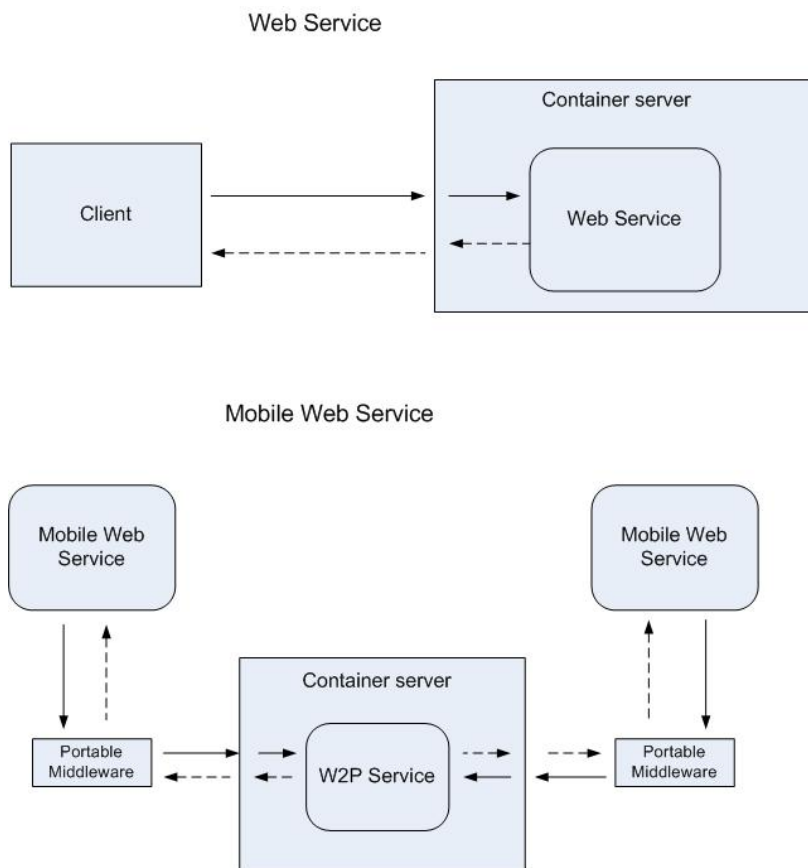 Web Service
Container server
Client
Web Service
Mobile Web Service
Mobile Web
Service
Mobile Web
Service
Container server
Portable
Middleware
W2P Service
Portable
Middleware